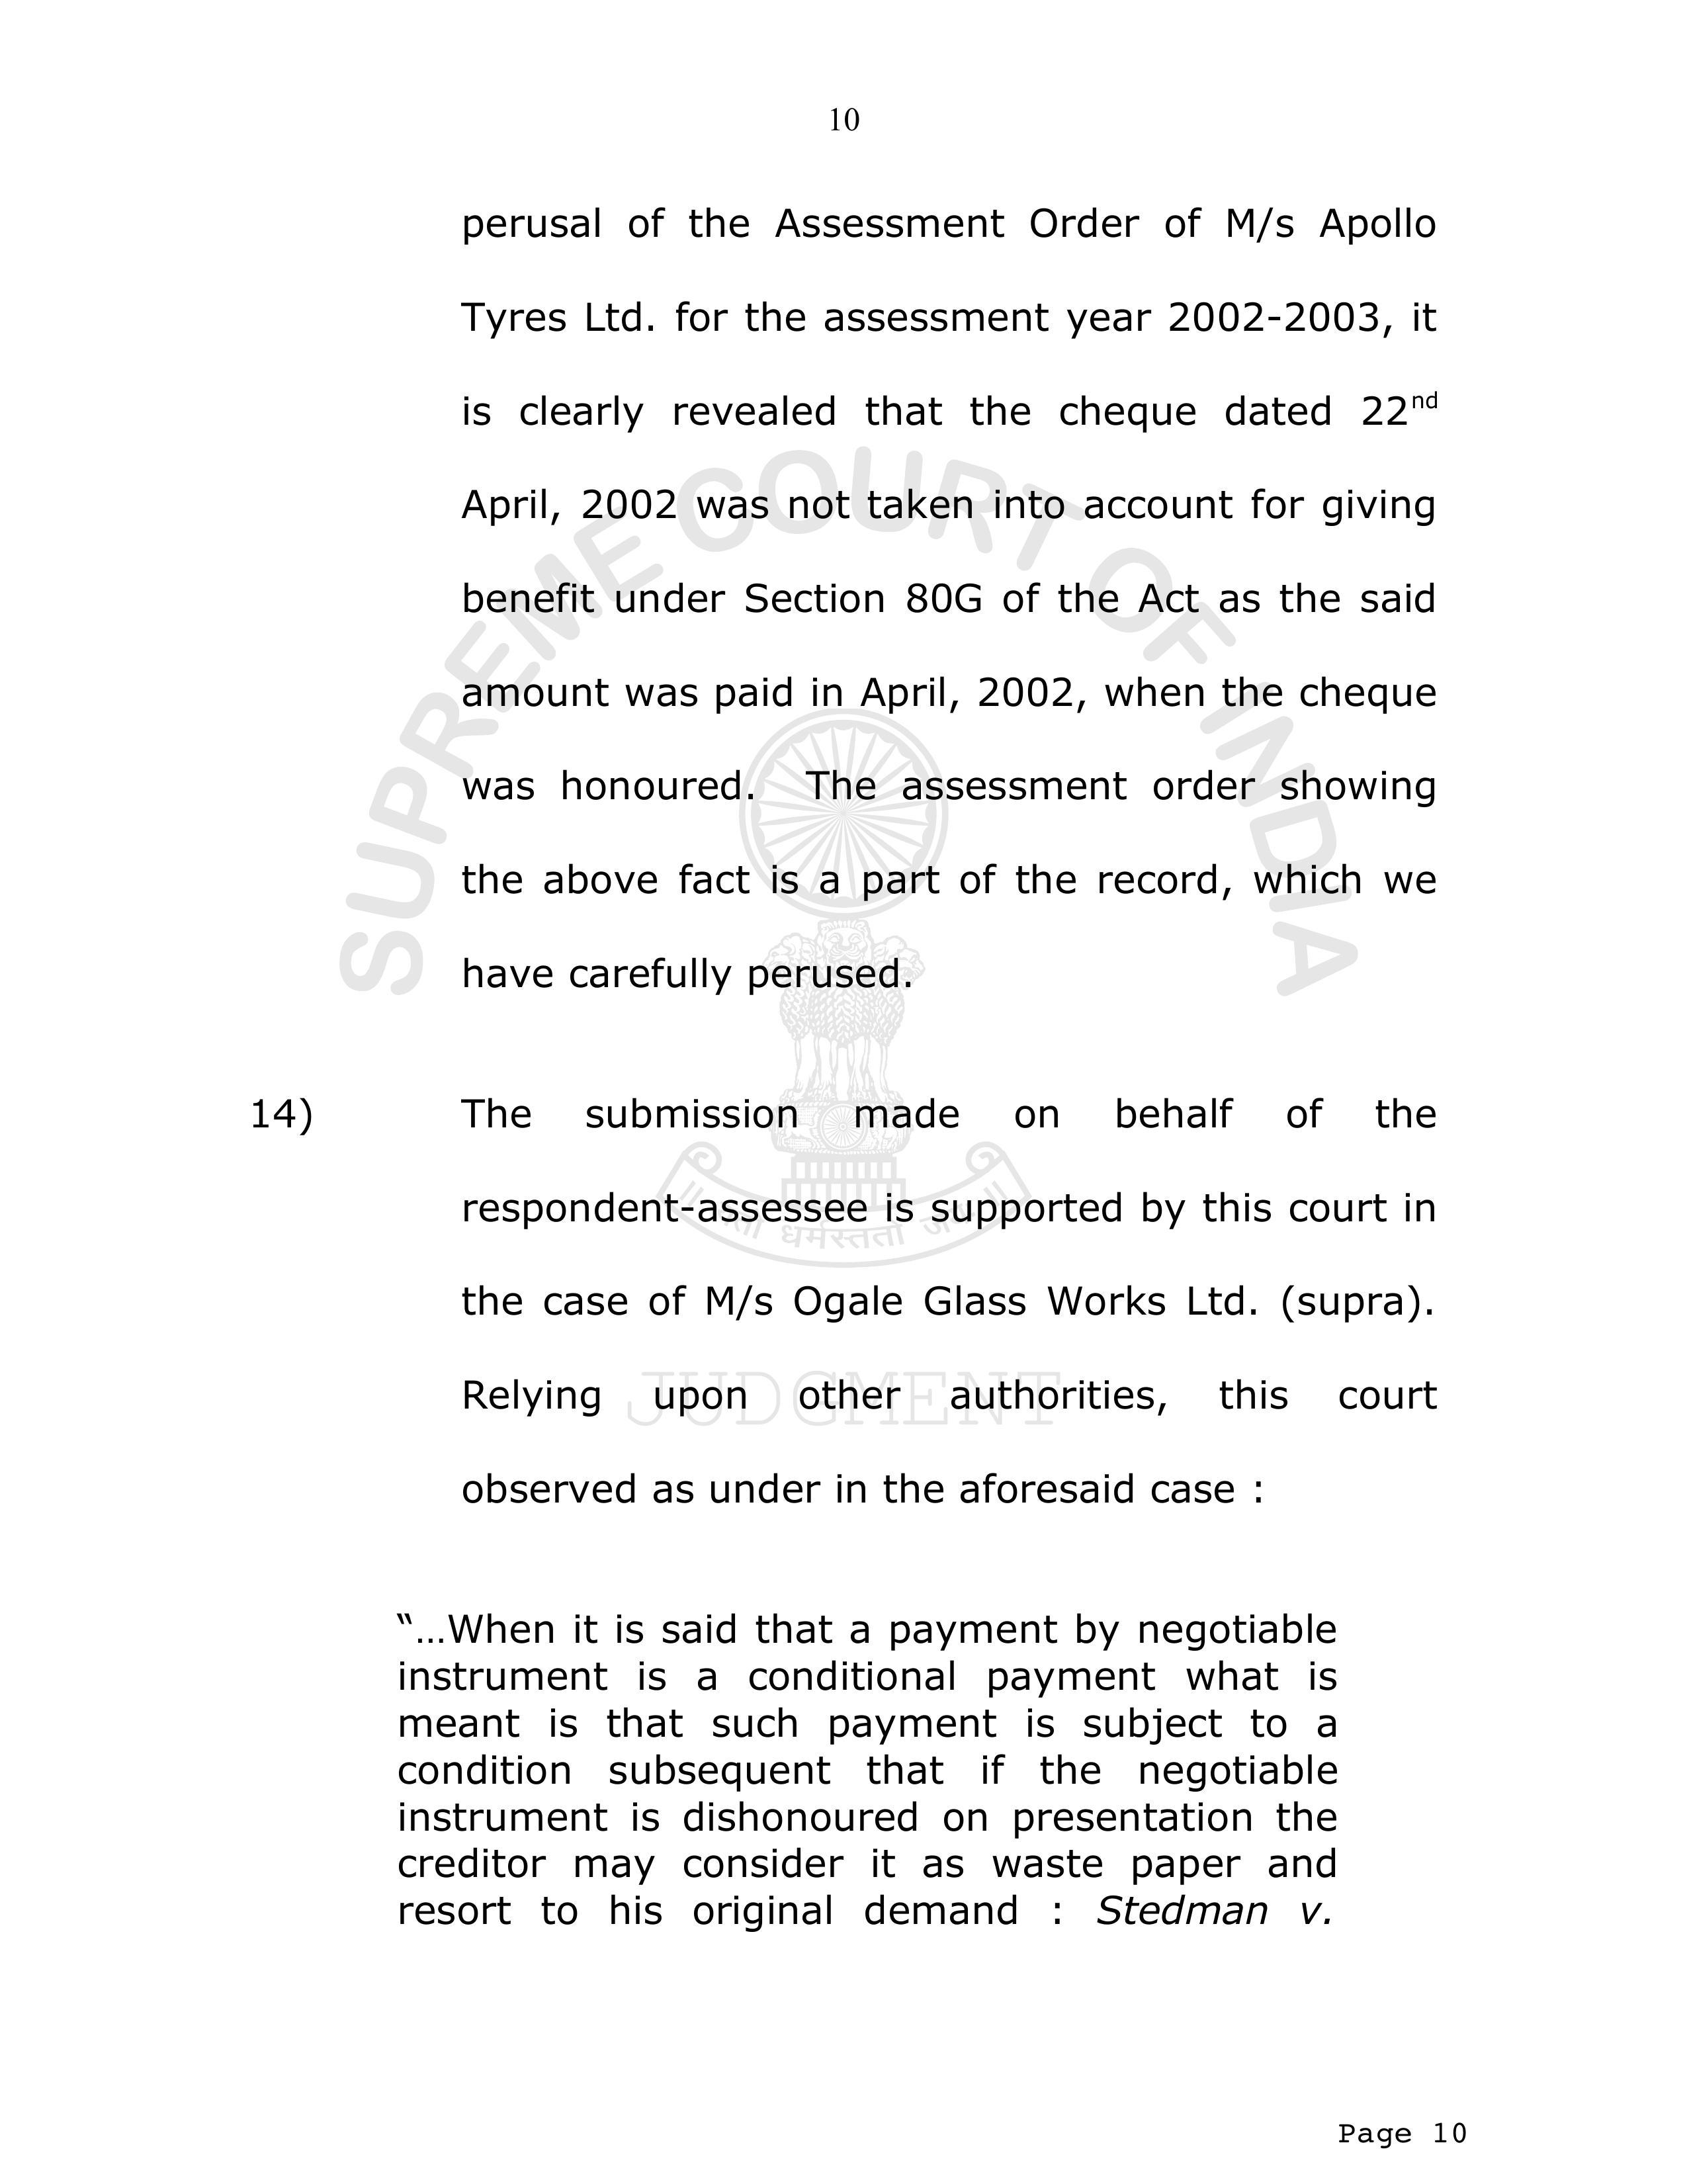 10
perusal of the Assessment Order of M/s Apollo
Tyres Ltd. for the assessment year 2002-2003, it
is clearly revealed that the cheque dated 22nd
April, 2002 was not taken into account for giving
benefit under Section 80G of the Act as the said
amount was paid in April, 2002, when the cheque
was honoured. The assessment order showing
the above fact is a part of the record, which we
have carefully perused.
14) The submission made on behalf of the
respondent-assessee is supported by this court in
the case of M/s Ogale Glass Works Ltd. (supra).
Relying upon other authorities, this court
observed as under in the aforesaid case :
“…When it is said that a payment by negotiable
instrument is a conditional payment what is
meant is that such payment is subject to a
condition subsequent that if the negotiable
instrument is dishonoured on presentation the
creditor may consider it as waste paper and
resort to his original demand : Stedman v.
SUPREME COURT OF INDIA
धर्मस्ततो
JUDGMENT
Page 10